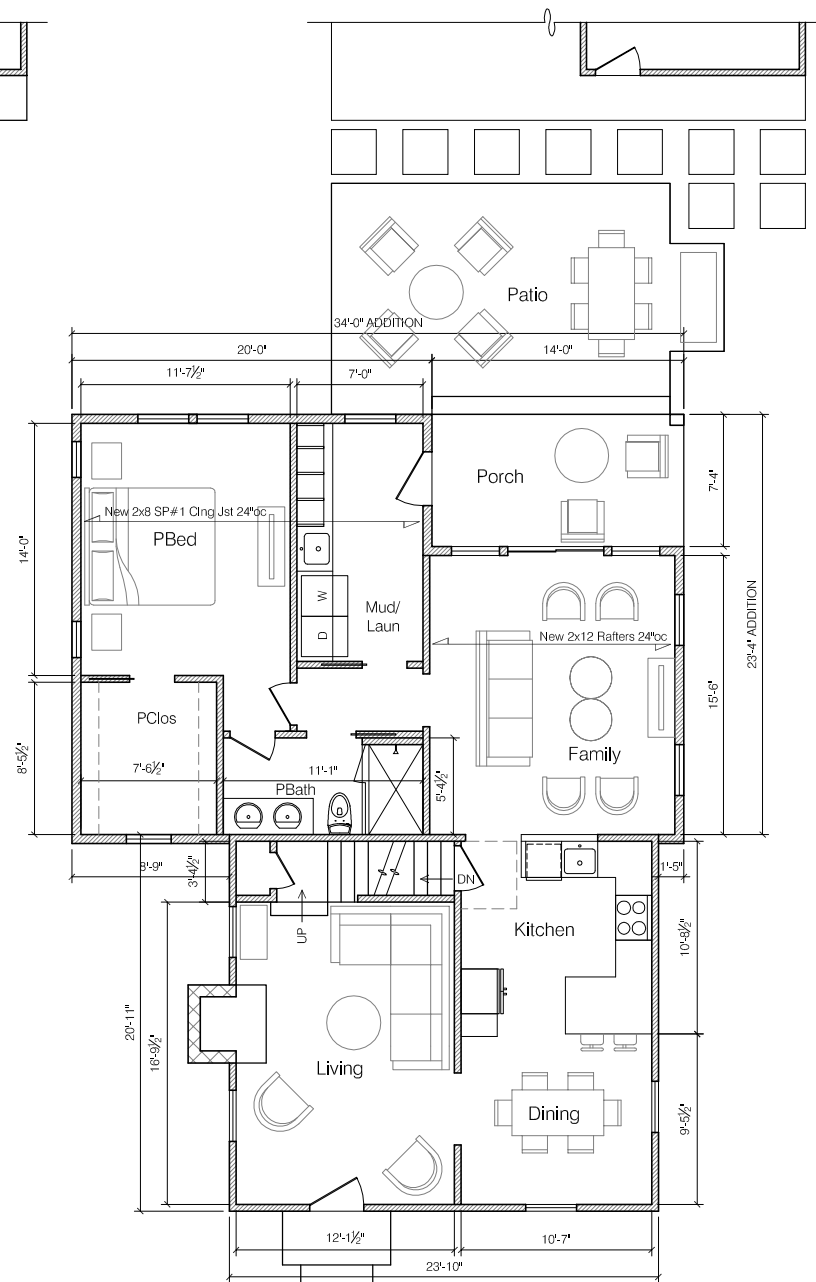 Patio
34'-0" ADDITION
20'-0"
14'-0"
11'-7½"
7'-0"
Porch
7'-4"
New 2x8 SP#1 Clng Jst 24"oc
PBed
14'-0"
W
D
Mud/
Laun
New 2x12 Rafters 24"oc
23'-4" ADDITION
15'-6"
PClos
Family
8'-5½"
7'-6½"
11'-1"
PBath
5'-4½"
8'-9"
3'-4½"
DN
1'-5"
UP
Kitchen
10'-8½"
20'-11"
16'-9½"
Living
Dining
9'-5½"
12'-1½"
10'-7"
23'-10"